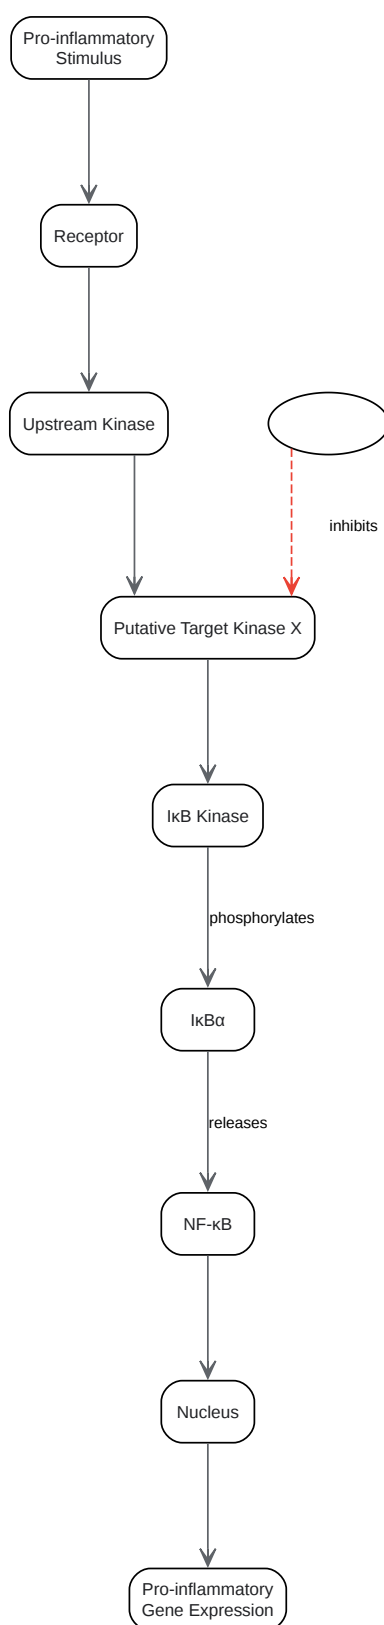 Pro-inflammatory
Stimulus
Receptor
Upstream Kinase
inhibits
Putative Target Kinase X
IκB Kinase
phosphorylates
IκBα
releases
NF-κB
Nucleus
Pro-inflammatory
Gene Expression